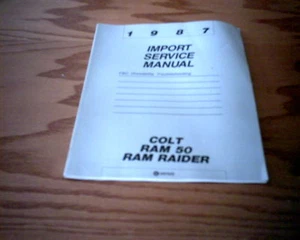 1987
IMPORT
SERVICE
MANUAL
COLT
RAM 50
RAM RAIDER